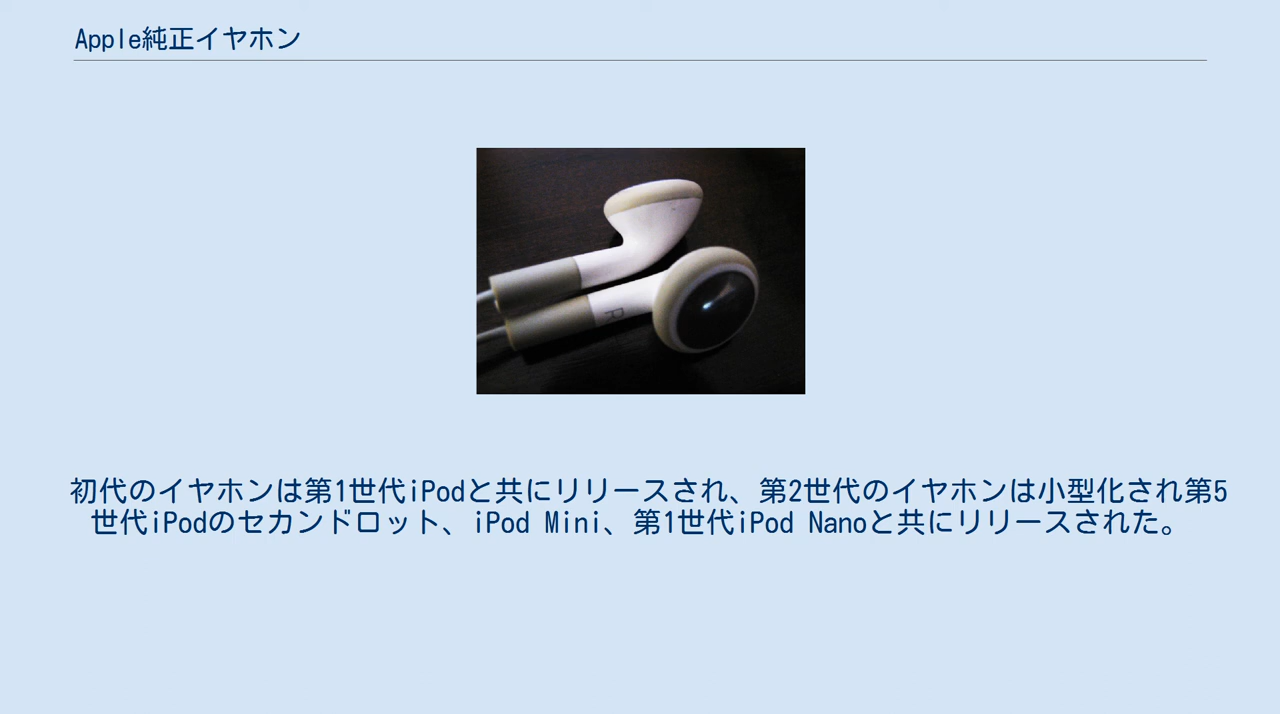 Apple純正イヤホン
R
初代のイヤホンは第1世代iPodと共にリリースされ、第2世代のイヤホンは小型化され第5
世代iPodのセカンドロット、iPod Mini、第1世代iPod Nanoと共にリリースされた。